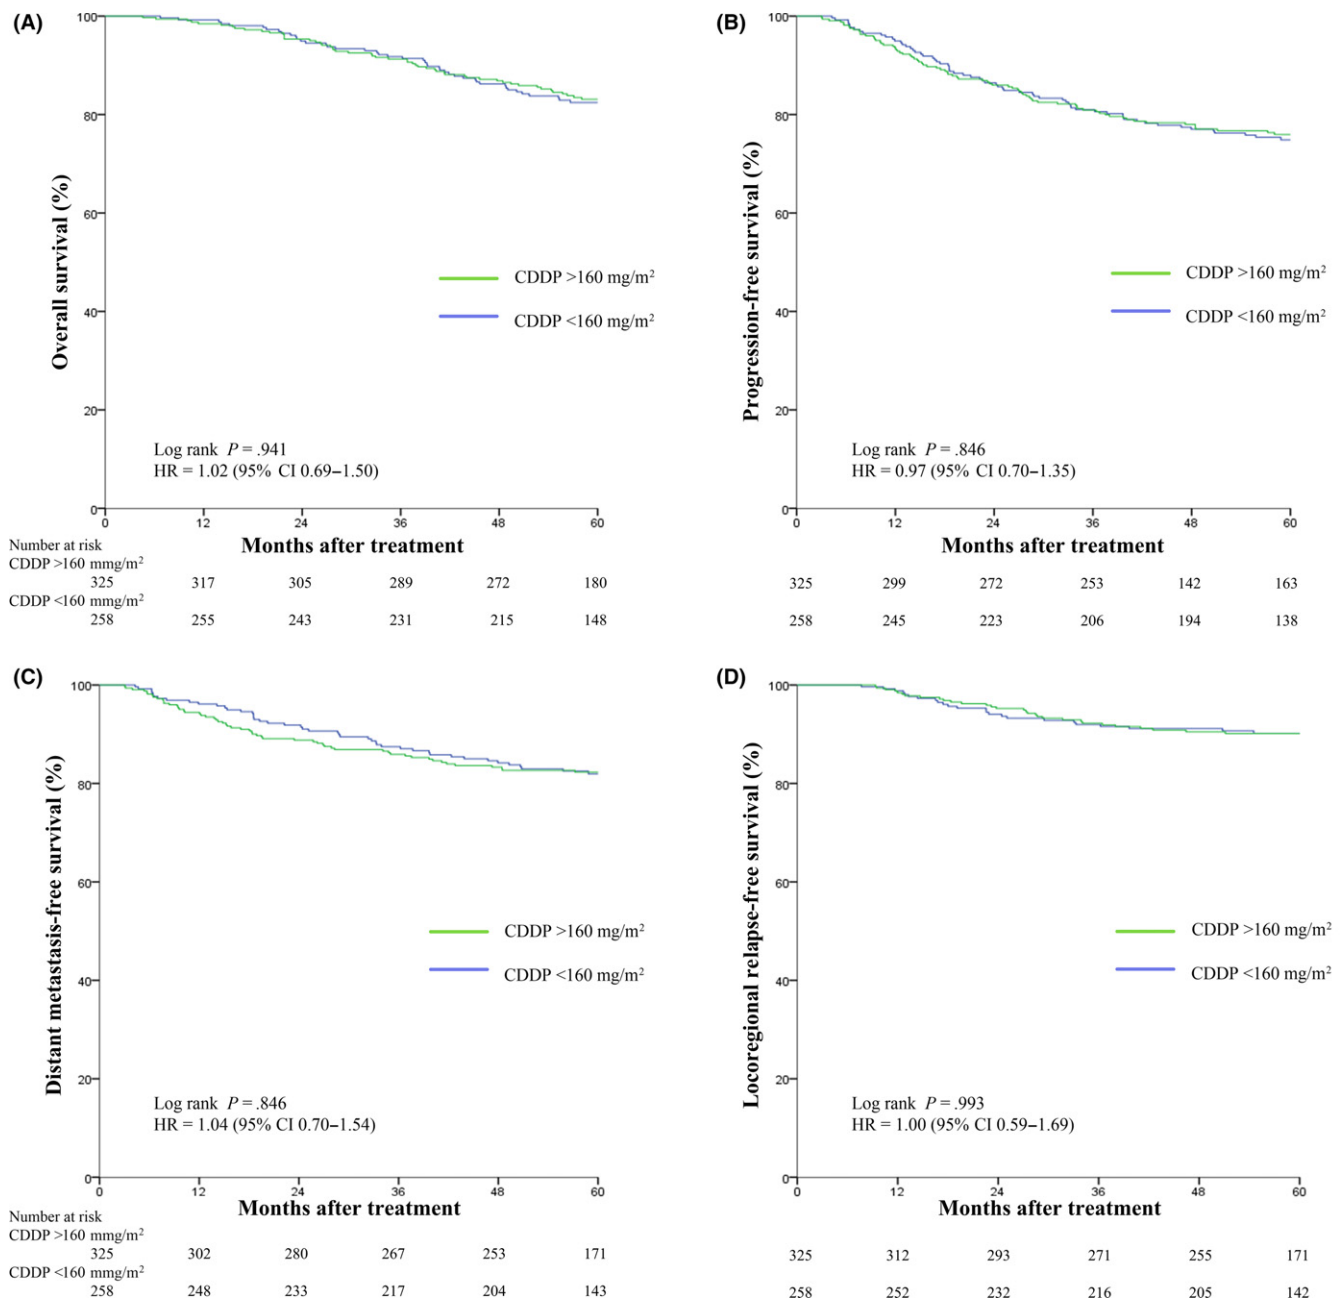 (A)
100
80
60
40
20
0
Overall survival (%)
CDDP >160 mg/m²
CDDP <160 mg/m²
Log rank P = .941
HR = 1.02 (95% CI 0.69–1.50)
0 12 24 36 48 60
Months after treatment
Number at risk
CDDP >160 mmg/m²
325 317 305 289 272 180
CDDP <160 mmg/m²
258 255 243 231 215 148
(B)
100
80
60
40
20
0
Progression-free survival (%)
CDDP >160 mg/m²
CDDP <160 mg/m²
Log rank P = .846
HR = 0.97 (95% CI 0.70–1.35)
0 12 24 36 48 60
Months after treatment
325 299 272 253 142 163
258 245 223 206 194 138
(C)
100
80
60
40
20
0
Distant metastasis-free survival (%)
CDDP >160 mg/m²
CDDP <160 mg/m²
Log rank P = .846
HR = 1.04 (95% CI 0.70–1.54)
0 12 24 36 48 60
Months after treatment
Number at risk
CDDP >160 mmg/m²
325 302 280 267 253 171
CDDP <160 mmg/m²
258 248 233 217 204 143
(D)
100
80
60
40
20
0
Locoregional relapse-free survival (%)
CDDP >160 mg/m²
CDDP <160 mg/m²
Log rank P = .993
HR = 1.00 (95% CI 0.59–1.69)
0 12 24 36 48 60
Months after treatment
325 312 293 271 255 171
258 252 232 216 205 142